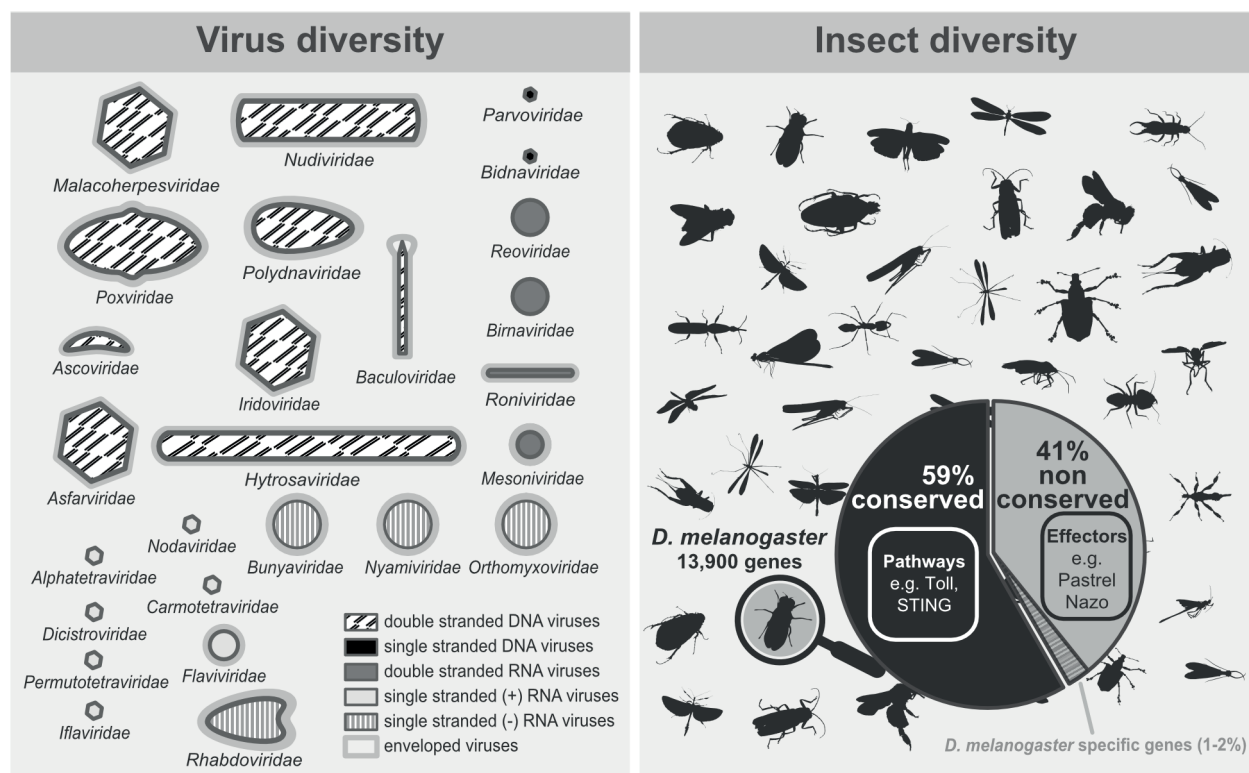 Virus diversity
Malacoherpesviridae
Nudiviridae
Parvoviridae
Bidnaviridae
Poxviridae
Polydnaviridae
Reoviridae
Birnaviridae
Ascoviridae
Iridoviridae
Baculoviridae
Roniviridae
Asfarviridae
Hytrosaviridae
Mesoniviridae
Nodaviridae
Bunyaviridae
Nyamiviridae
Orthomyxoviridae
Alphatetraviridae
Carmotetraviridae
Dicistroviridae
Flaviviridae
Permutotetraviridae
Iflaviridae
Rhabdoviridae
double stranded DNA viruses
single stranded DNA viruses
double stranded RNA viruses
single stranded (+) RNA viruses
single stranded (-) RNA viruses
enveloped viruses
Insect diversity
D. melanogaster
13,900 genes
59%
conserved
Pathways
e.g. Toll,
STING
41%
non
conserved
Effectors
e.g.
Pastrel
Nazo
D. melanogaster specific genes (1-2%)